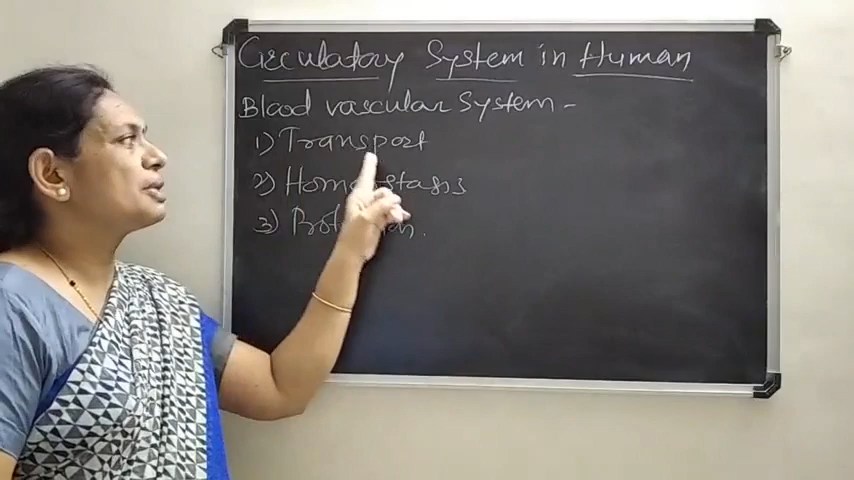 Circulatory System in Human
Blood vascular System -
1) Transport
2) Homeostasis
3)